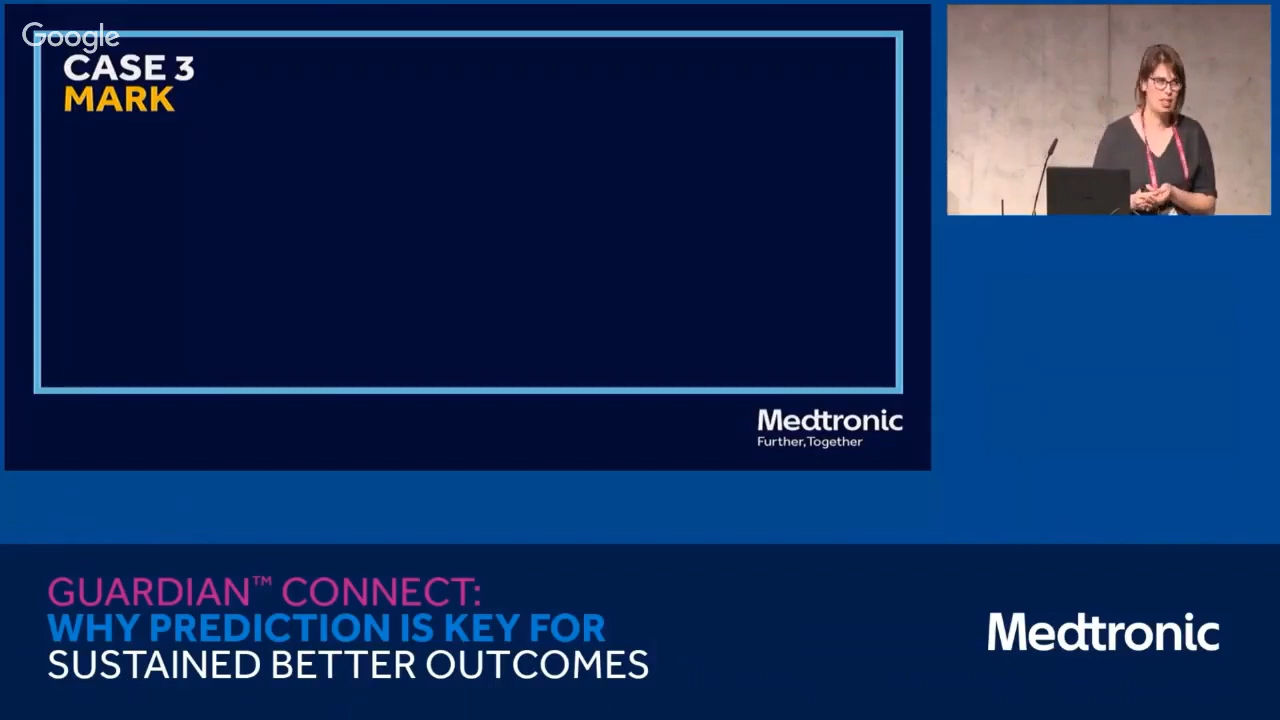 Google
CASE 3
MARK
Medtronic
Further, Together
GUARDIAN™ CONNECT:
WHY PREDICTION IS KEY FOR
SUSTAINED BETTER OUTCOMES
Medtronic